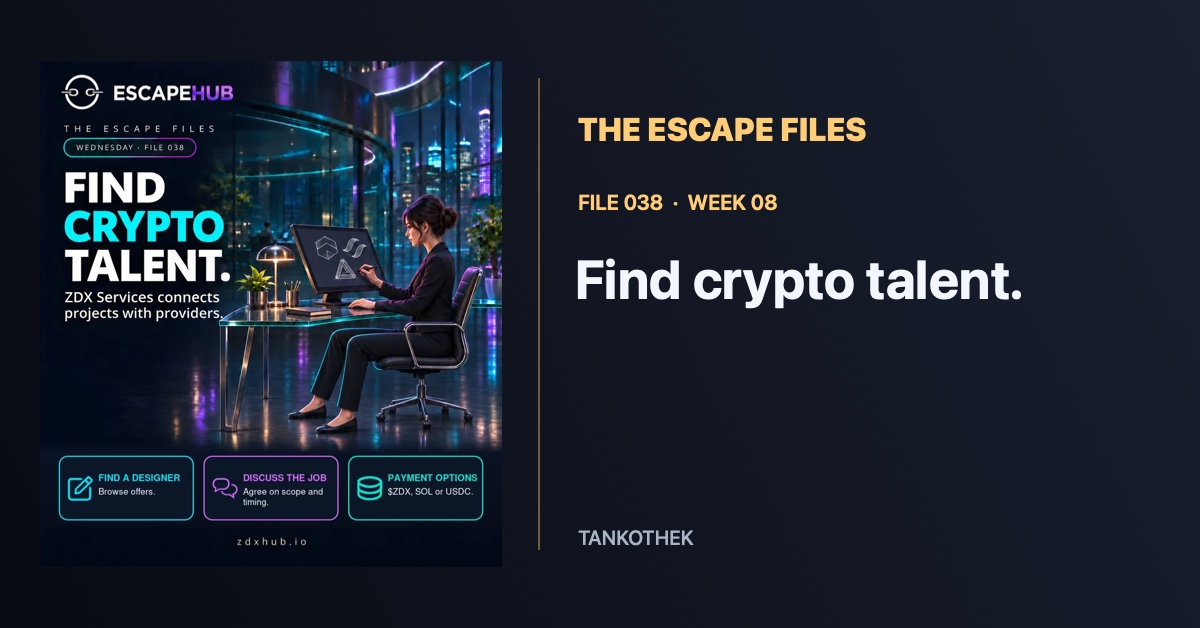 ESCAPEHUB
THE ESCAPE FILES
WEDNESDAY · FILE 038
FIND
CRYPTO
TALENT.
ZDX Services connects
projects with providers.
FIND A DESIGNER
Browse offers.
DISCUSS THE JOB
Agree on scope and
timing.
PAYMENT OPTIONS
$ZDX, SOL or USDC.
zdxhub.io
THE ESCAPE FILES
FILE 038 · WEEK 08
Find crypto talent.
TANKOTHEK